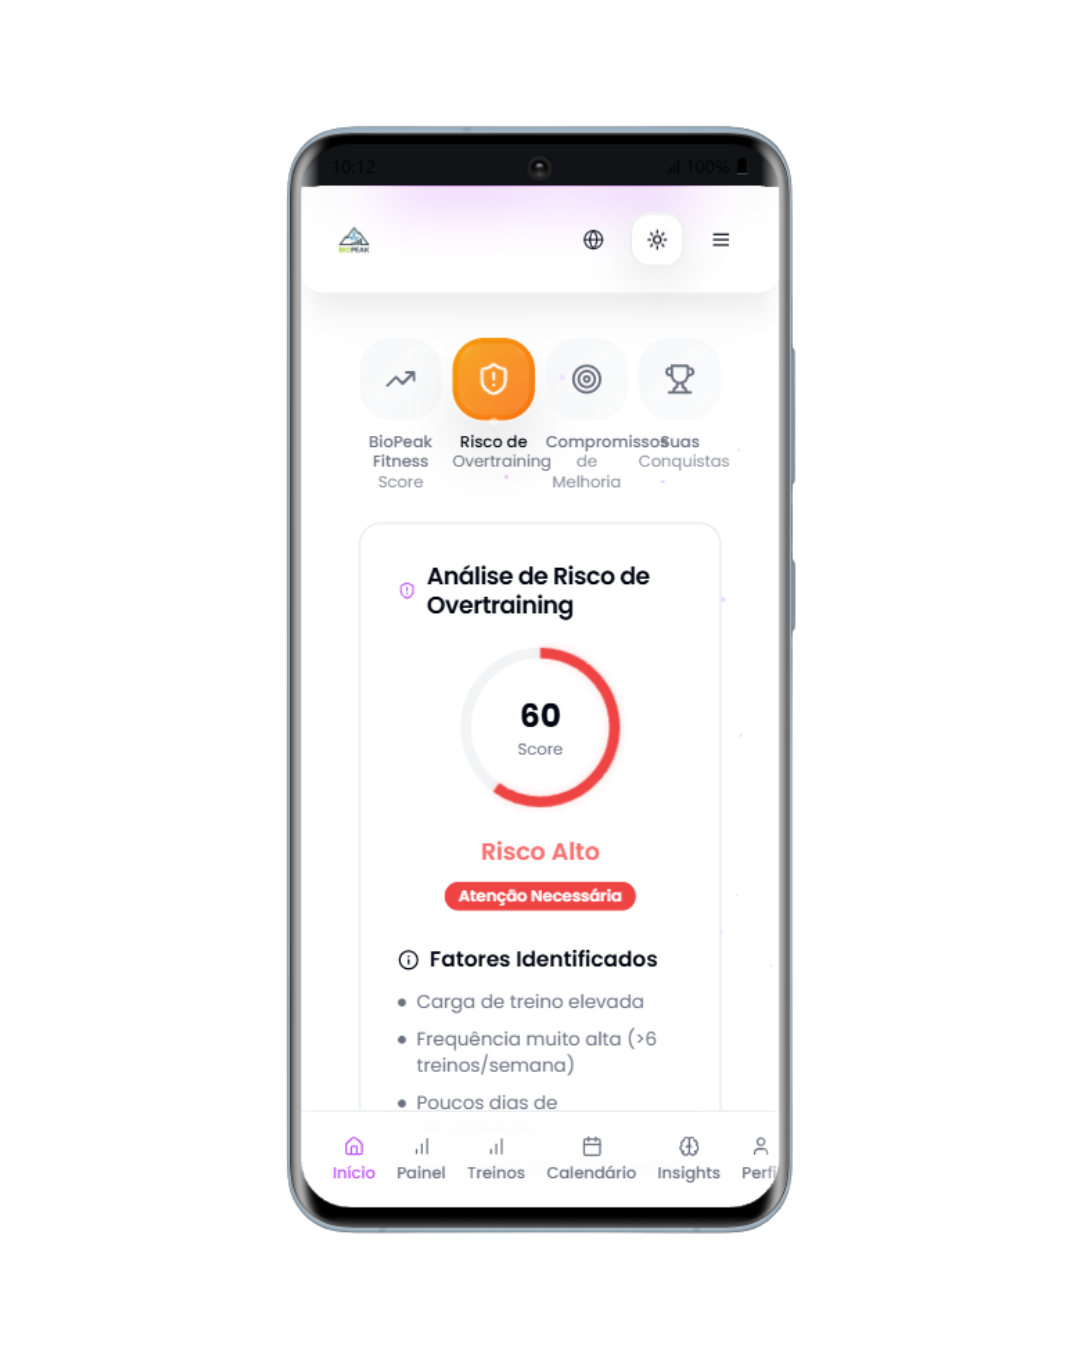 10:12
100%
BIOPEAK
BioPeak Fitness Score
Risco de Overtraining
Compromissos de Melhoria
Suas Conquistas
Análise de Risco de
Overtraining
60
Score
Risco Alto
Atenção Necessária
Fatores Identificados
• Carga de treino elevada
• Frequência muito alta (>6
treinos/semana)
• Poucos dias de
Início
Painel
Treinos
Calendário
Insights
Perfi